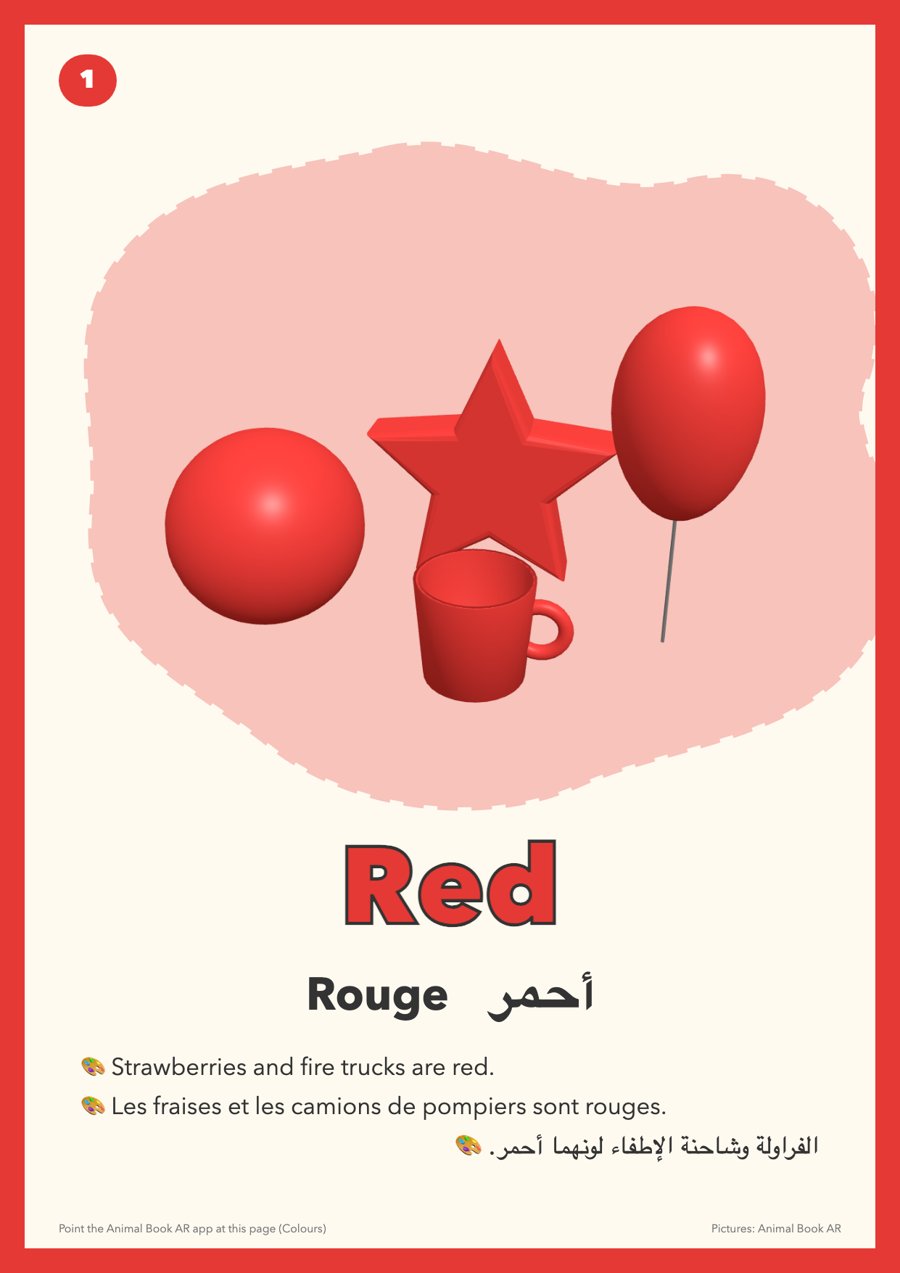 1
Red
Rouge أحمر
🎨 Strawberries and fire trucks are red.
🎨 Les fraises et les camions de pompiers sont rouges.
الفراولة وشاحنة الإطفاء لونهما أحمر. 🎨
Point the Animal Book AR app at this page (Colours)
Pictures: Animal Book AR